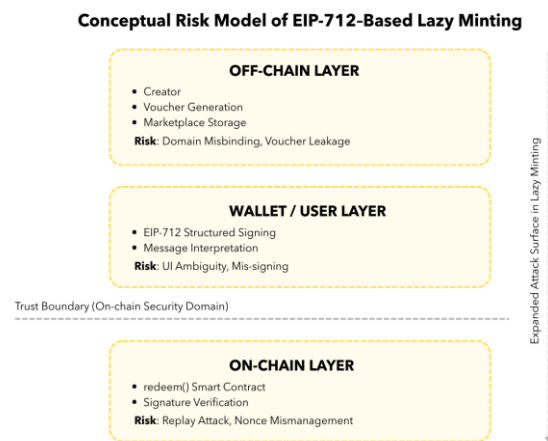 Conceptual Risk Model of EIP-712–Based Lazy Minting
OFF-CHAIN LAYER
• Creator
• Voucher Generation
• Marketplace Storage
Risk: Domain Misbinding, Voucher Leakage
WALLET / USER LAYER
• EIP-712 Structured Signing
• Message Interpretation
Risk: UI Ambiguity, Mis-signing
Trust Boundary (On-chain Security Domain)
ON-CHAIN LAYER
• redeem() Smart Contract
• Signature Verification
Risk: Replay Attack, Nonce Mismanagement
Expanded Attack Surface in Lazy Minting